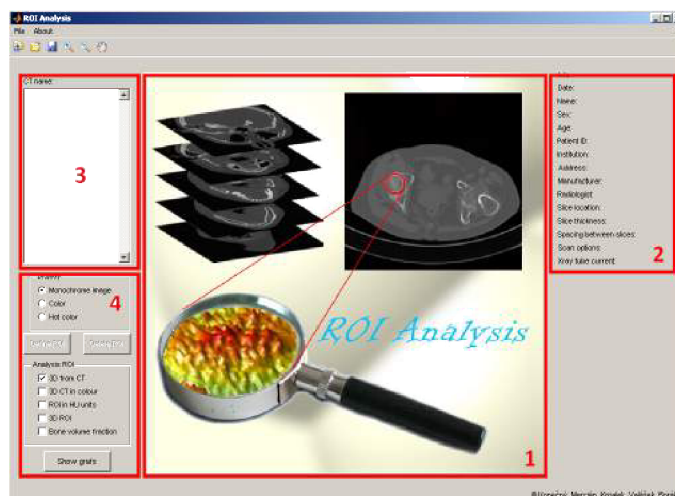 ROI Analysis
File About
CT name:
3
4
Monochrome image
Color
Hot color
Analysis ROI
3D from CT
3D CT in colour
ROI in HU units
3D ROI
Bone volume fraction
Show grafs
ROI Analysis
1
Date:
Name:
Sex:
Age:
Patient ID:
Institution:
Address:
Manufacturer:
Radiologist:
Slice location:
Slice thickness:
Spacing between slices:
Scan options:
X-ray tube current:
2